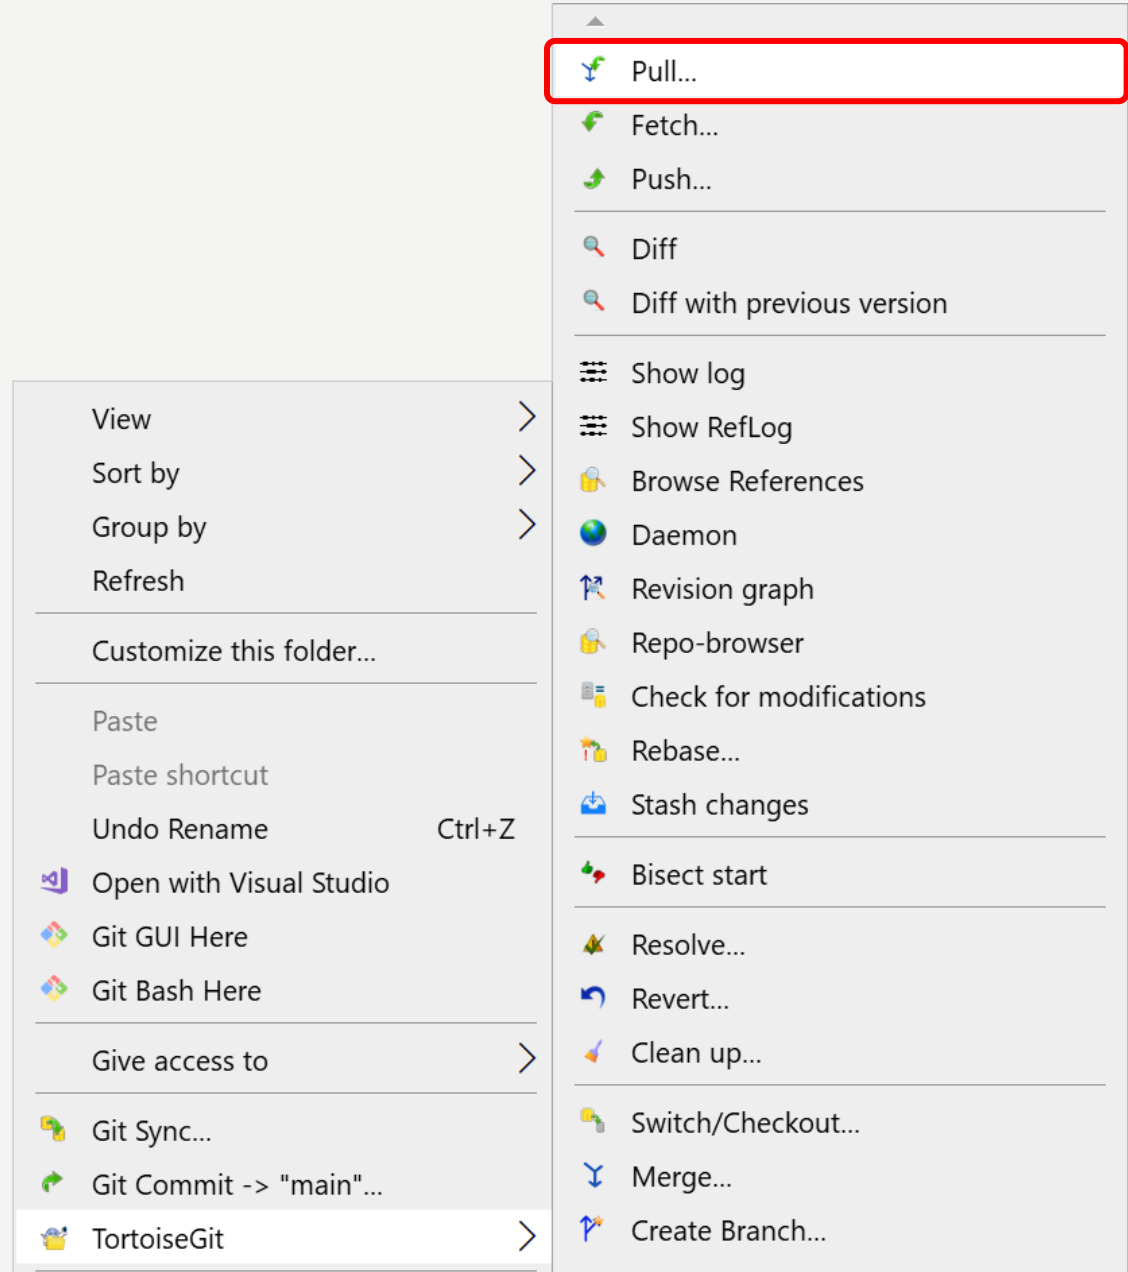 Pull...
Fetch...
Push...
Diff
Diff with previous version
Show log
Show RefLog
Browse References
Daemon
Revision graph
Repo-browser
Check for modifications
Rebase...
Stash changes
Bisect start
Resolve...
Revert...
Clean up...
Switch/Checkout...
Merge...
Create Branch...
View
Sort by
Group by
Refresh
Customize this folder...
Paste
Paste shortcut
Undo Rename Ctrl+Z
Open with Visual Studio
Git GUI Here
Git Bash Here
Give access to
Git Sync...
Git Commit -> "main"...
TortoiseGit